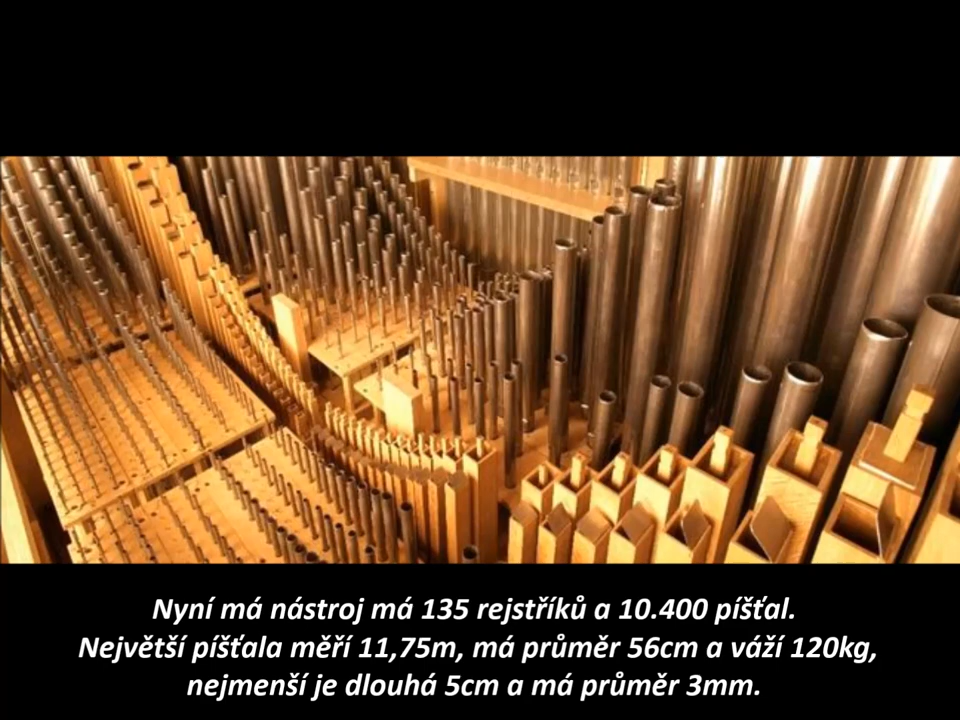 Nyní má nástroj má 135 rejstříků a 10.400 píšťal.
Největší píšťala měří 11,75m, má průměr 56cm a váží 120kg,
nejmenší je dlouhá 5cm a má průměr 3mm.